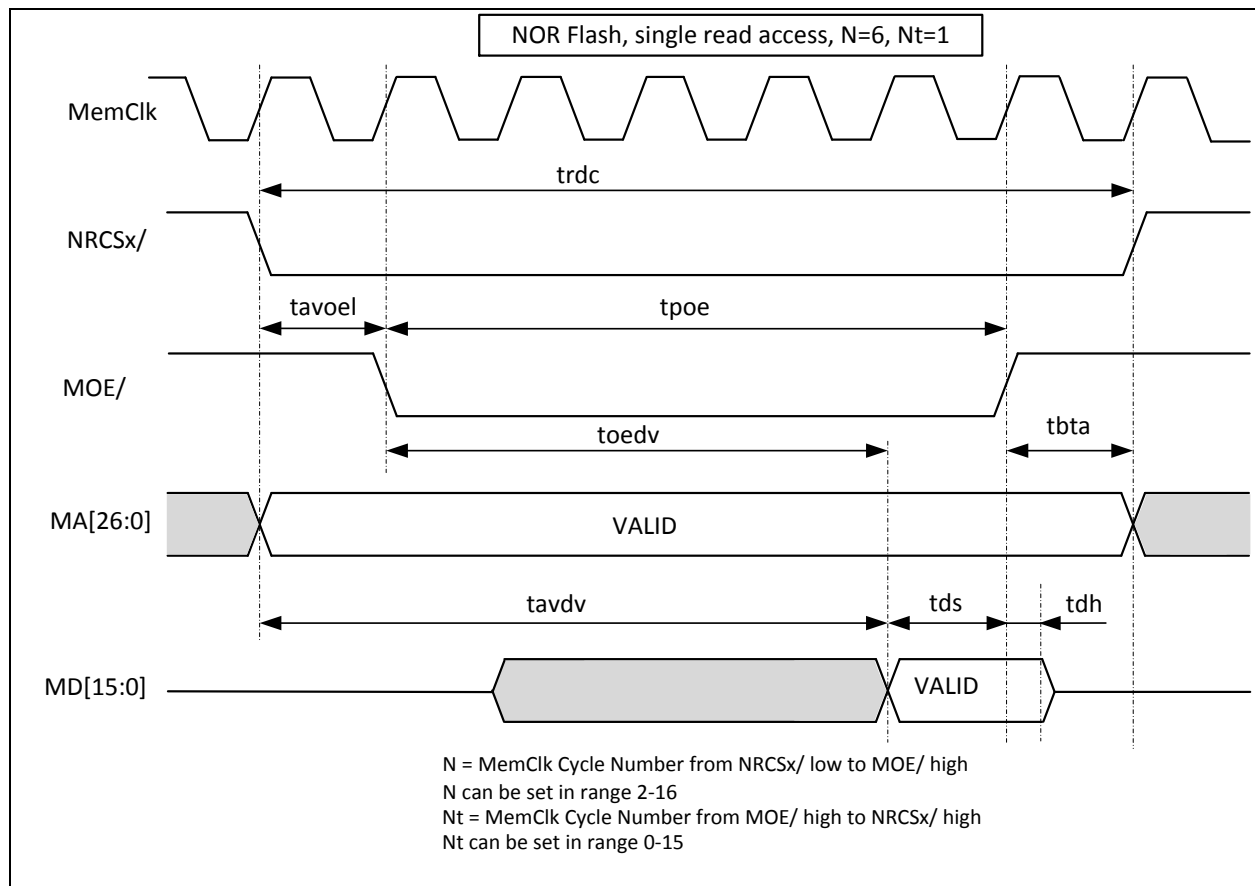 NOR Flash, single read access, N=6, Nt=1
MemClk
trdc
NRCSx/
tavoel
tpoe
MOE/
toedv
tbta
MA[26:0]
VALID
tavdv
tds
tdh
MD[15:0]
VALID
N = MemClk Cycle Number from NRCSx/ low to MOE/ high
N can be set in range 2-16
Nt = MemClk Cycle Number from MOE/ high to NRCSx/ high
Nt can be set in range 0-15